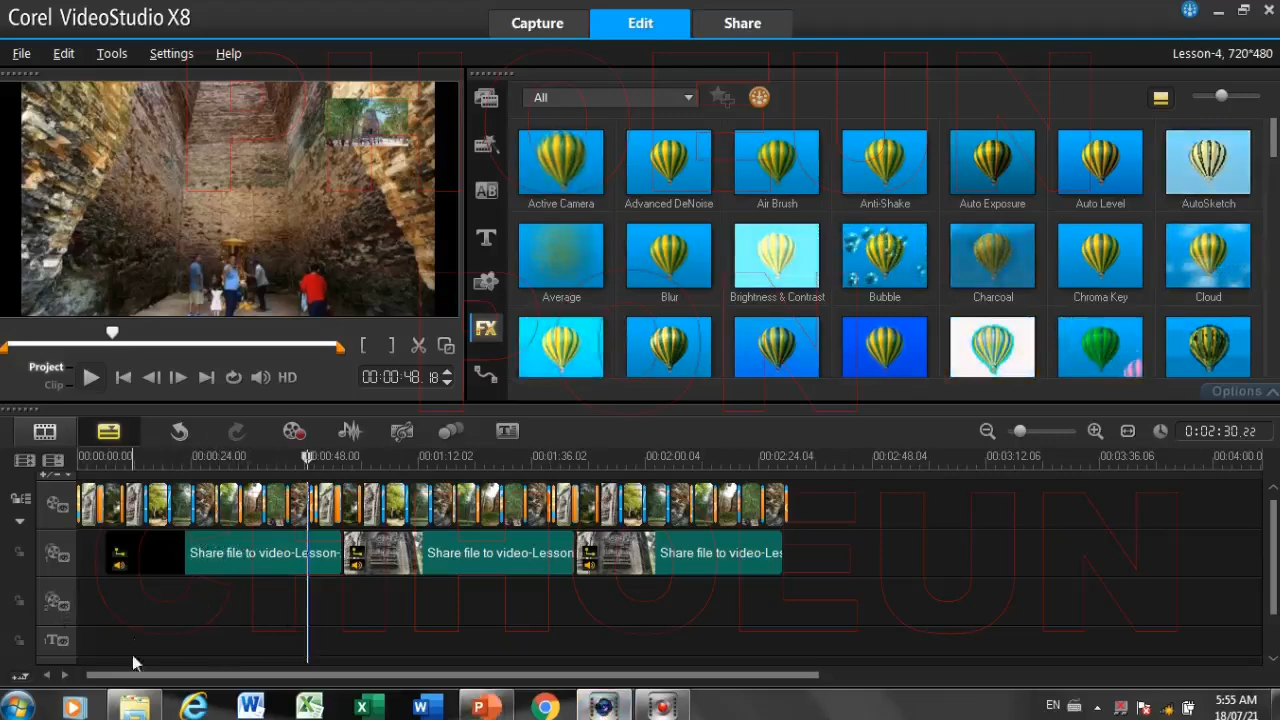 Corel VideoStudio X8
Capture
Edit
Share
File
Edit
Tools
Settings
Help
Lesson-4, 720*480
All
Active Camera
Advanced DeNoise
Air Brush
Anti-Shake
Auto Exposure
Auto Level
AutoSketch
Average
Blur
Brightness & Contrast
Bubble
Charcoal
Chroma Key
Cloud
AB
T
FX
Project
Clip
HD
00:00:48.18
Options
0:02:30.22
00:00:00.00
00:00:24.00
00:00:48.00
00:01:12.02
00:01:36.02
00:02:00.04
00:02:24.04
00:02:48.04
00:03:12.06
00:03:36.06
00:04:00.0
Share file to video-Lesson-
Share file to video-Lesson
Share file to video-Les
1T
CHHOEUN
EN
5:55 AM
18/07/21